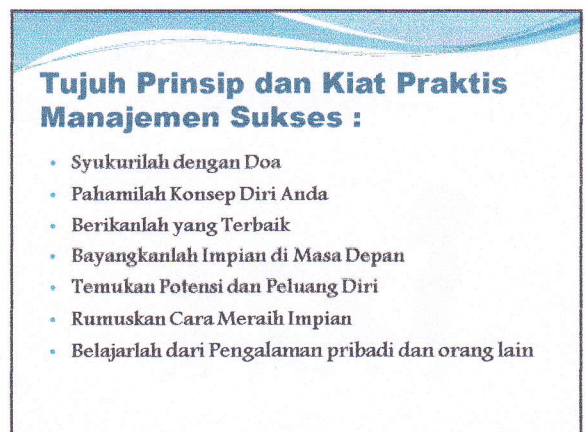 Tujuh Prinsip dan Kiat Praktis
Manajemen Sukses :
• Syukurilah dengan Doa
• Pahamilah Konsep Diri Anda
• Berikanlah yang Terbaik
• Bayangkanlah Impian di Masa Depan
• Temukan Potensi dan Peluang Diri
• Rumuskan Cara Meraih Impian
• Belajarlah dari Pengalaman pribadi dan orang lain